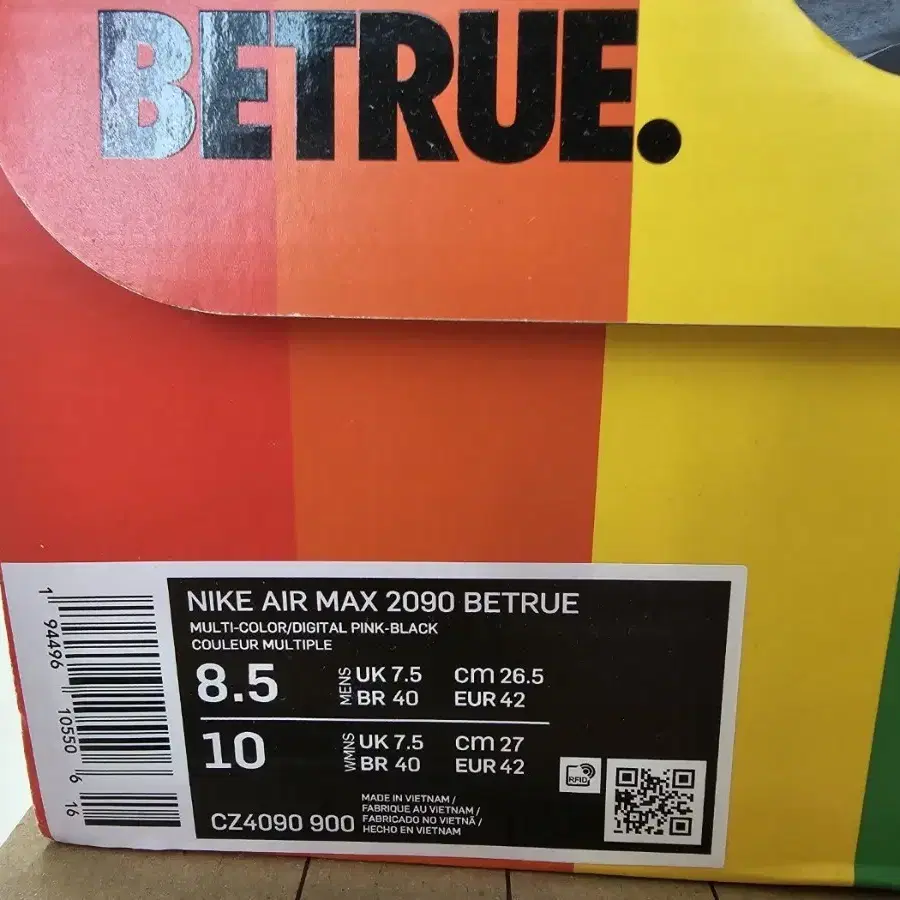 BETRUE.
NIKE AIR MAX 2090 BETRUE
MULTI-COLOR/DIGITAL PINK-BLACK
COULEUR MULTIPLE
8.5 MENS UK 7.5 CM 26.5
BR 40 EUR 42
10 WMNS UK 7.5 CM 27
BR 40 EUR 42
RFID
CZ4090 900
MADE IN VIETNAM /
FABRIQUE AU VIETNAM /
FABRICADO NO VIETNÃ /
HECHO EN VIETNAM
1 94496 10550 6 16